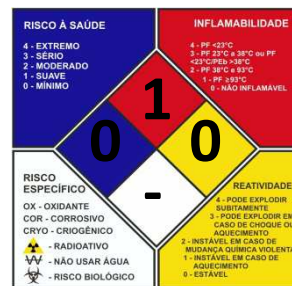 RISCO À SAÚDE
4 - EXTREMO
3 - SÉRIO
2 - MODERADO
1 - SUAVE
0 - MÍNIMO
INFLAMABILIDADE
4 - PF <23°C
3 - PF 23°C a 38°C ou PF
<23°C/PEb >38°C
2 - PF 38°C e 93°C
1 - PF ≥93°C
0 - NÃO INFLAMÁVEL
1
0
0
-
RISCO
ESPECÍFICO
OX - OXIDANTE
COR - CORROSIVO
CRYO - CRIOGÊNICO
- RADIOATIVO
W - NÃO USAR ÁGUA
- RISCO BIOLÓGICO
REATIVIDADE
4 - PODE EXPLODIR
SUBITAMENTE
3 - PODE EXPLODIR EM
CASO DE CHOQUE OU
AQUECIMENTO
2 - INSTÁVEL EM CASO DE
MUDANÇA QUÍMICA VIOLENTA
1 - INSTÁVEL EM CASO DE
AQUECIMENTO
0 - ESTÁVEL